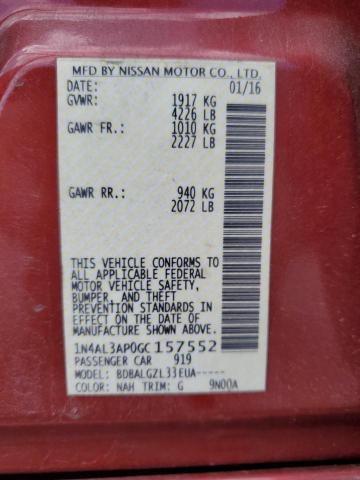 MFD BY NISSAN MOTOR CO., LTD.
DATE: 01/16
GVWR: 1917 KG
4226 LB
GAWR FR.: 1010 KG
2227 LB
GAWR RR.: 940 KG
2072 LB
THIS VEHICLE CONFORMS TO
ALL APPLICABLE FEDERAL
MOTOR VEHICLE SAFETY,
BUMPER, AND THEFT
PREVENTION STANDARDS
IN EFFECT ON THE DATE OF
MANUFACTURE SHOWN ABOVE.
1N4AL3AP0GC157552
PASSENGER CAR 919
MODEL: BDBALGZL33EUA-----
COLOR: NAH TRIM: G 9N00A